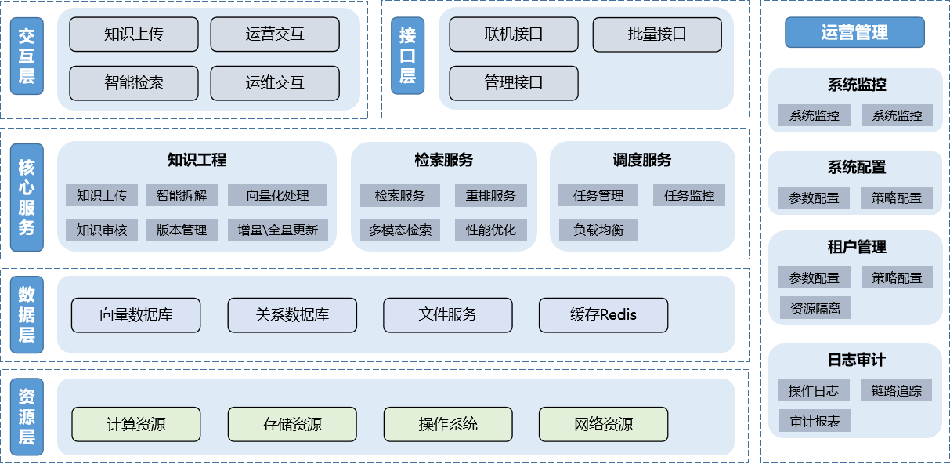 交互层
知识上传
运营交互
智能检索
运维交互
接口层
联机接口
批量接口
管理接口
核心服务
知识工程
知识上传
智能拆解
向量化处理
知识审核
版本管理
增量\全量更新
检索服务
检索服务
重排服务
多模态检索
性能优化
调度服务
任务管理
任务监控
负载均衡
数据层
向量数据库
关系数据库
文件服务
缓存Redis
资源层
计算资源
存储资源
操作系统
网络资源
运营管理
系统监控
系统监控
系统监控
系统配置
参数配置
策略配置
租户管理
参数配置
策略配置
资源隔离
日志审计
操作日志
链路追踪
审计报表